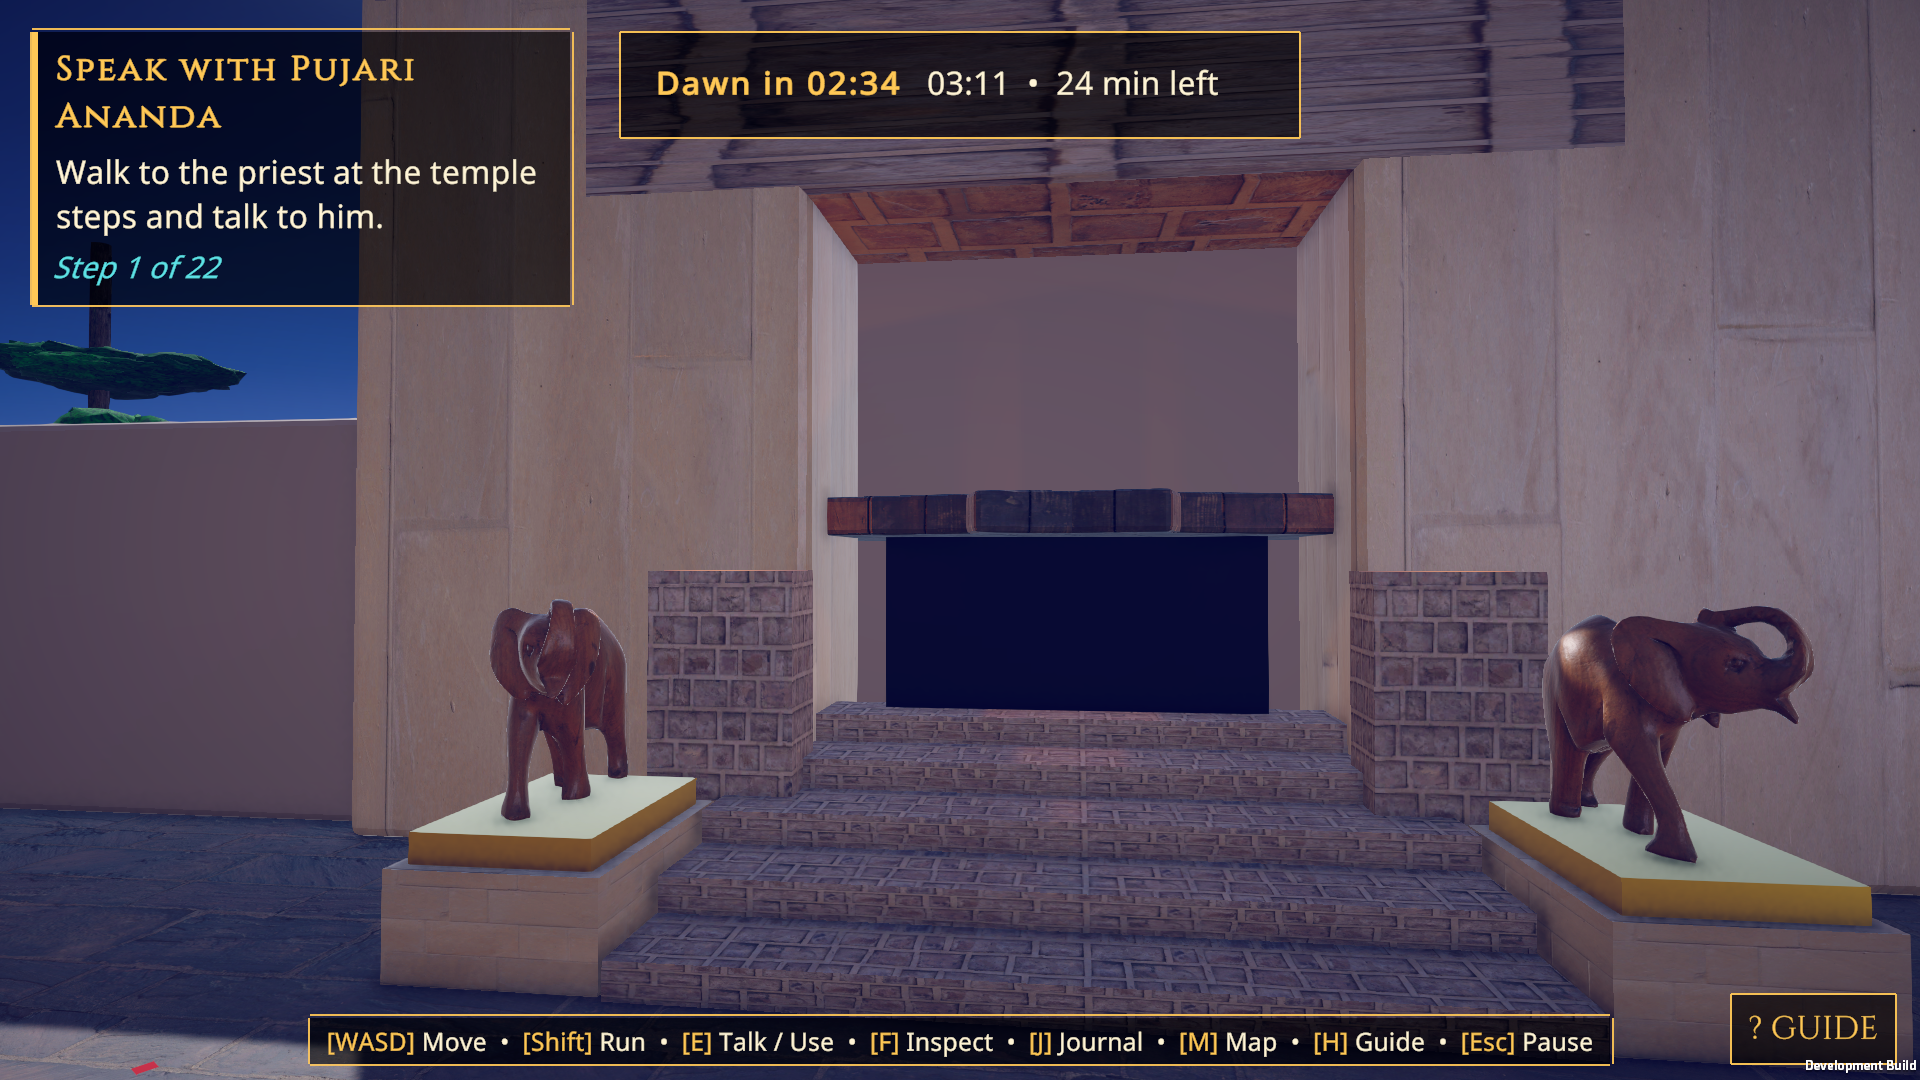 SPEAK WITH PUJARI
ANANDA
Walk to the priest at the temple
steps and talk to him.
Step 1 of 22
Dawn in 02:34 03:11 • 24 min left
[WASD] Move • [Shift] Run • [E] Talk / Use • [F] Inspect • [J] Journal • [M] Map • [H] Guide • [Esc] Pause
? GUIDE
Development Build